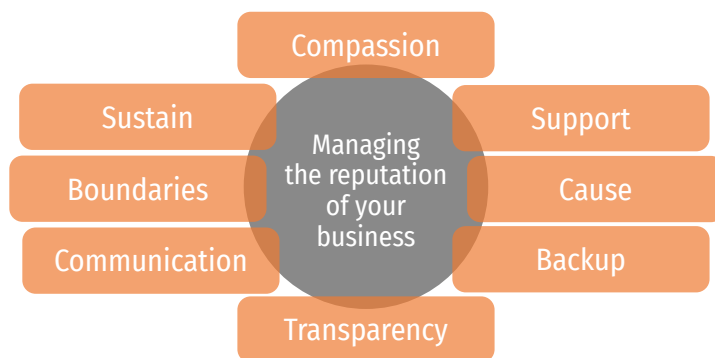 Compassion
Sustain
Support
Managing
the reputation
of your
business
Boundaries
Cause
Communication
Backup
Transparency